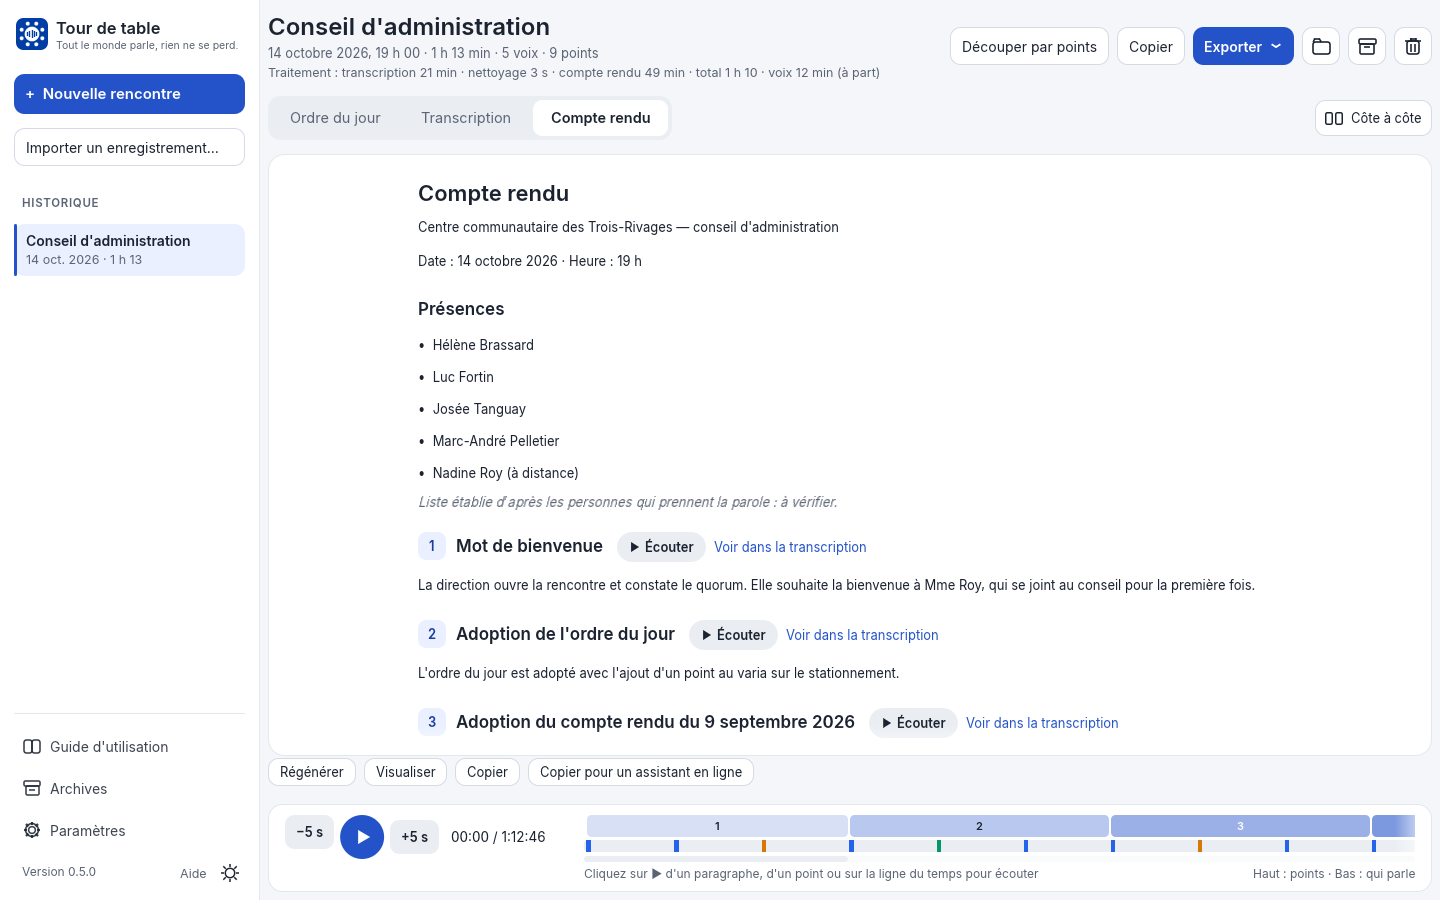 Tour de table
Tout le monde parle, rien ne se perd.
+ Nouvelle rencontre
Importer un enregistrement...
HISTORIQUE
Conseil d'administration
14 oct. 2026 · 1 h 13
Guide d'utilisation
Archives
Paramètres
Version 0.5.0
Aide
Conseil d'administration
14 octobre 2026, 19 h 00 · 1 h 13 min · 5 voix · 9 points
Traitement : transcription 21 min · nettoyage 3 s · compte rendu 49 min · total 1 h 10 · voix 12 min (à part)
Découper par points
Copier
Exporter
Ordre du jour
Transcription
Compte rendu
Côte à côte
Compte rendu
Centre communautaire des Trois-Rivages — conseil d'administration
Date : 14 octobre 2026 · Heure : 19 h
Présences
• Hélène Brassard
• Luc Fortin
• Josée Tanguay
• Marc-André Pelletier
• Nadine Roy (à distance)
Liste établie d'après les personnes qui prennent la parole : à vérifier.
1 Mot de bienvenue ▶ Écouter Voir dans la transcription
La direction ouvre la rencontre et constate le quorum. Elle souhaite la bienvenue à Mme Roy, qui se joint au conseil pour la première fois.
2 Adoption de l'ordre du jour ▶ Écouter Voir dans la transcription
L'ordre du jour est adopté avec l'ajout d'un point au varia sur le stationnement.
3 Adoption du compte rendu du 9 septembre 2026 ▶ Écouter Voir dans la transcription
Régénérer
Visualiser
Copier
Copier pour un assistant en ligne
−5 s
+5 s
00:00 / 1:12:46
1
2
3
Cliquez sur ▶ d'un paragraphe, d'un point ou sur la ligne du temps pour écouter
Haut : points · Bas : qui parle